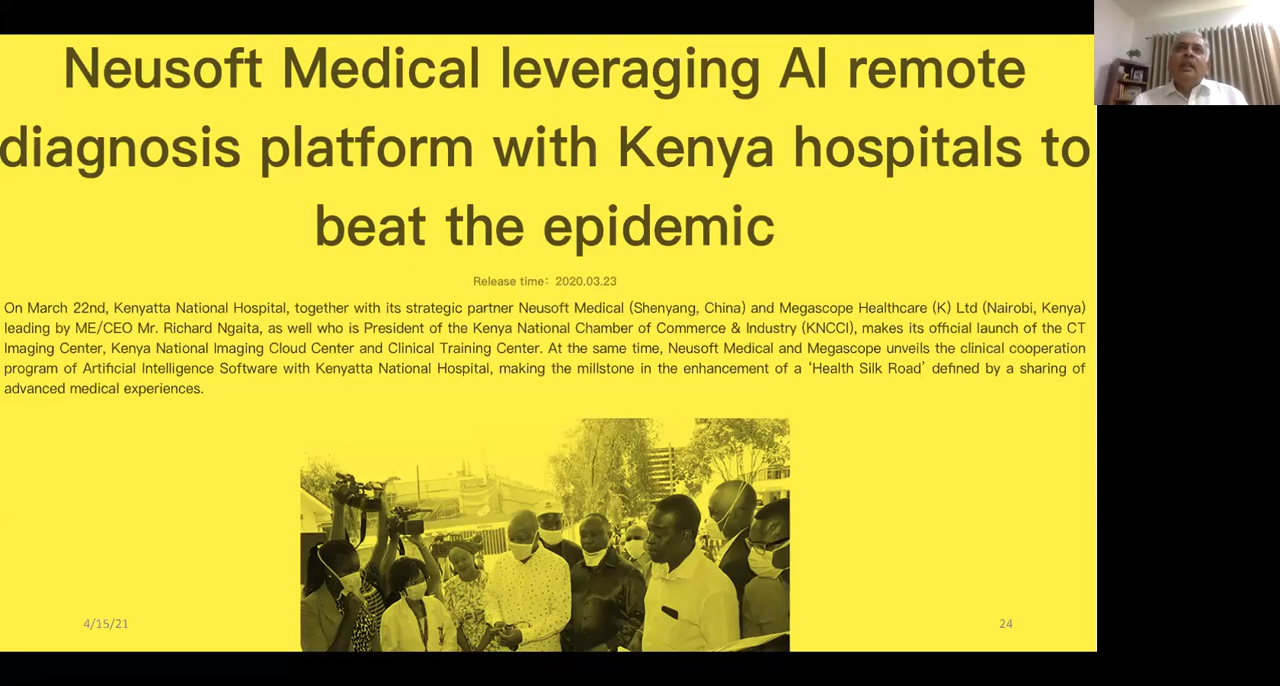 Neusoft Medical leveraging AI remote
diagnosis platform with Kenya hospitals to
beat the epidemic
Release time：2020.03.23
On March 22nd, Kenyatta National Hospital, together with its strategic partner Neusoft Medical (Shenyang, China) and Megascope Healthcare (K) Ltd (Nairobi, Kenya)
leading by ME/CEO Mr. Richard Ngaita, as well who is President of the Kenya National Chamber of Commerce & Industry (KNCCI), makes its official launch of the CT
Imaging Center, Kenya National Imaging Cloud Center and Clinical Training Center. At the same time, Neusoft Medical and Megascope unveils the clinical cooperation
program of Artificial Intelligence Software with Kenyatta National Hospital, making the millstone in the enhancement of a ‘Health Silk Road’ defined by a sharing of
advanced medical experiences.
4/15/21
24